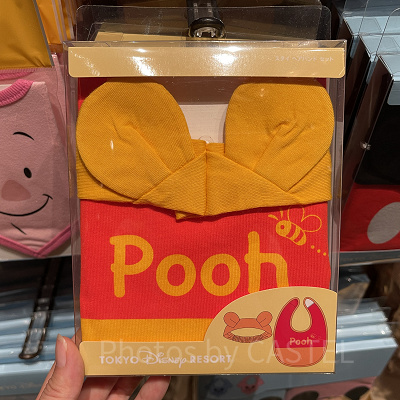 Pooh
Pooh
TOKYO Disney RESORT
Photos by CASTEL